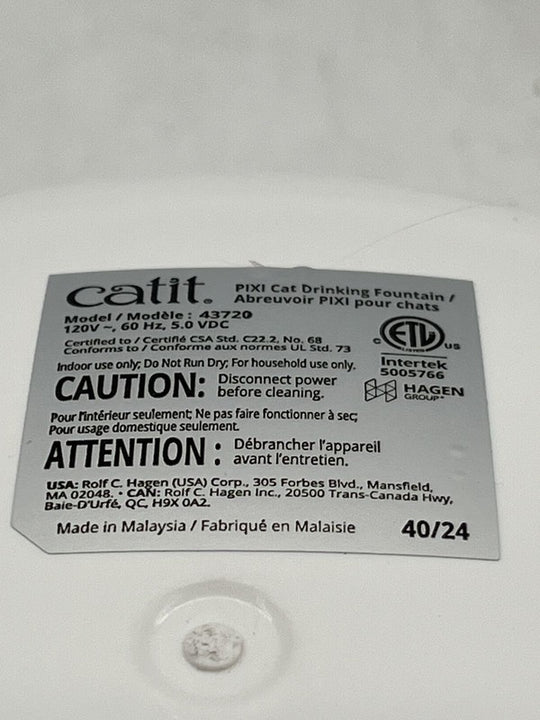 catit®
PIXI Cat Drinking Fountain /
Abreuvoir PIXI pour chats
Model / Modèle : 43720
120V ~, 60 Hz, 5.0 VDC
Certified to / Certifié CSA Std. C22.2, No. 68
Conforms to / Conforme aux normes UL Std. 73
c ETL us
Intertek
5005766
Indoor use only; Do Not Run Dry; For household use only.
CAUTION: Disconnect power
before cleaning.
HAGEN
GROUP
Pour l'intérieur seulement; Ne pas faire fonctionner à sec;
Pour usage domestique seulement.
ATTENTION : Débrancher l'appareil
avant l'entretien.
USA: Rolf C. Hagen (USA) Corp., 305 Forbes Blvd., Mansfield,
MA 02048. • CAN: Rolf C. Hagen Inc., 20500 Trans-Canada Hwy,
Baie-D'Urfé, QC, H9X 0A2.
Made in Malaysia / Fabriqué en Malaisie
40/24